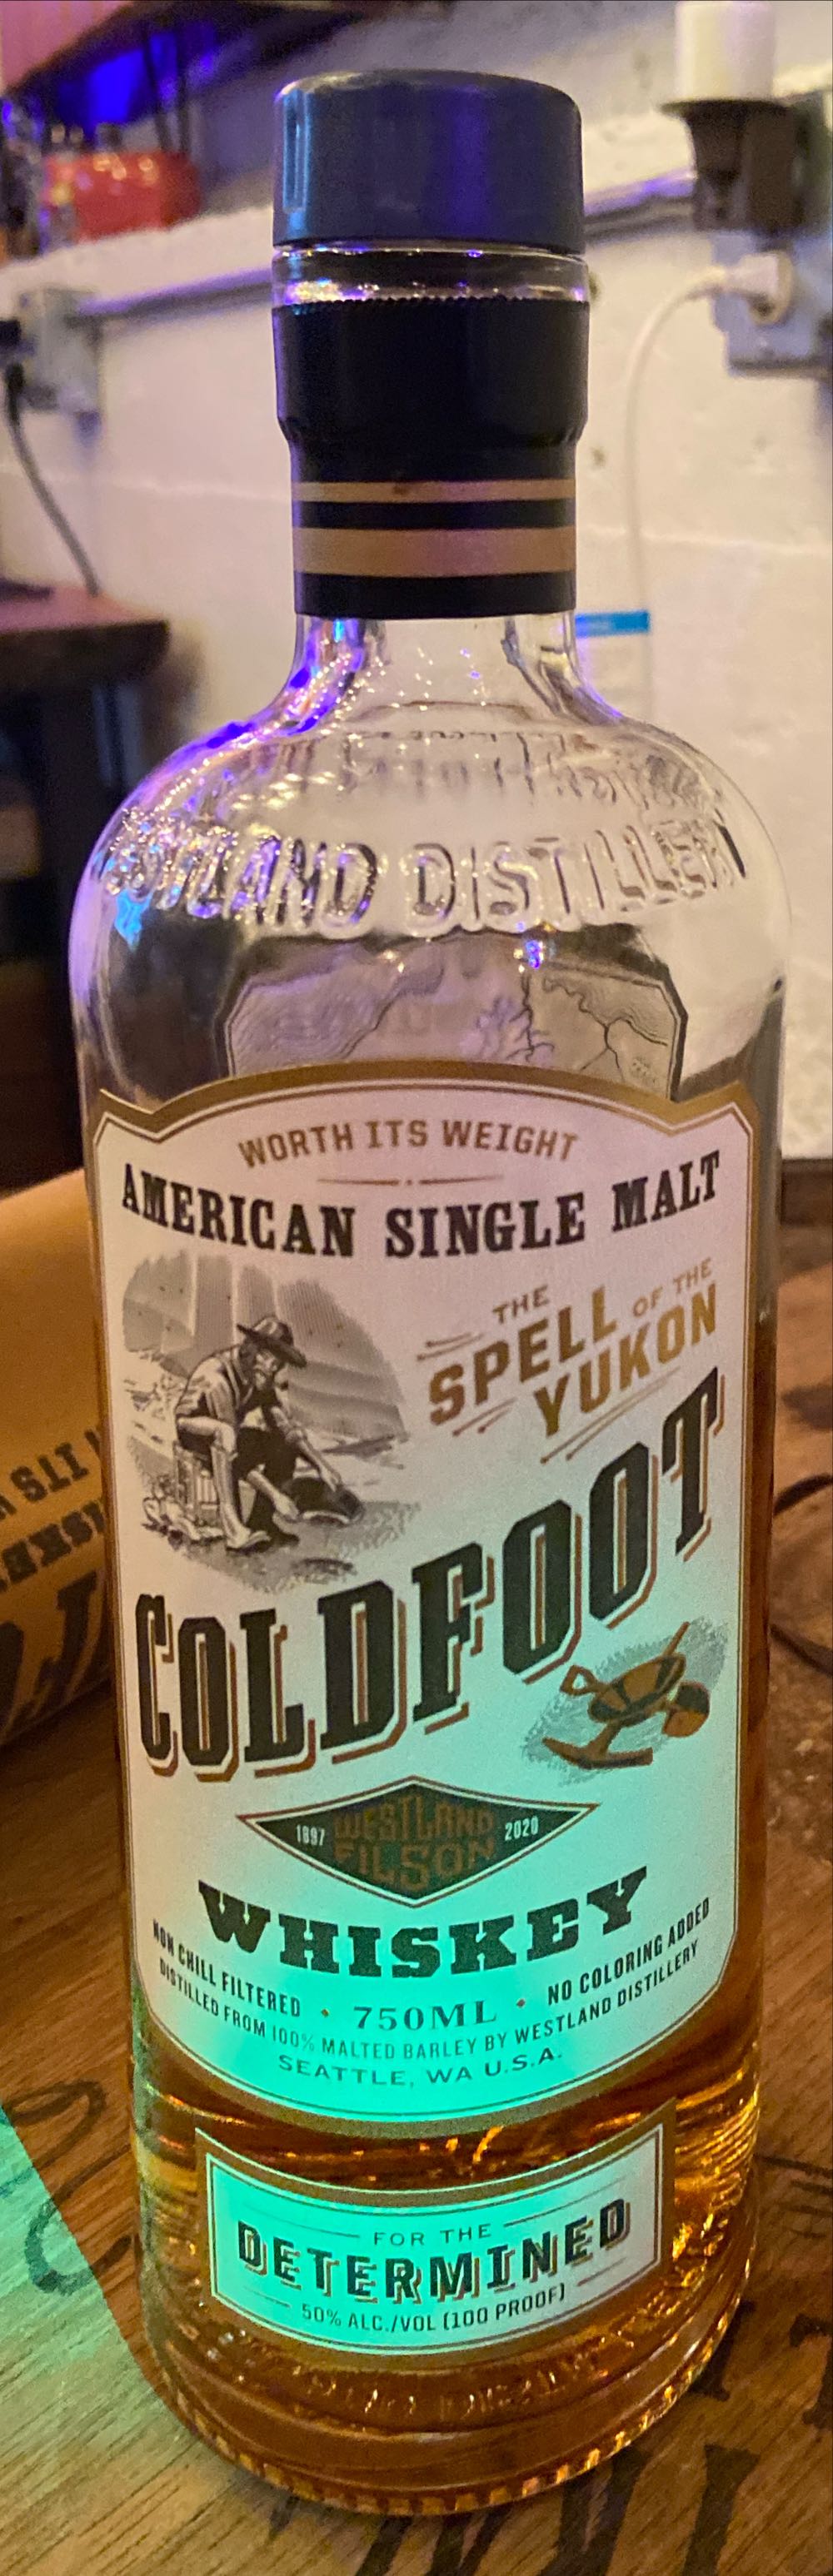 WESTLAND DISTILLERY
WORTH ITS WEIGHT
AMERICAN SINGLE MALT
THE
SPELL OF THE
YUKON
COLDFOOT
1897 WESTLAND 2020
FILSON
WHISKEY
NON CHILL FILTERED • 750ML • NO COLORING ADDED
DISTILLED FROM 100% MALTED BARLEY BY WESTLAND DISTILLERY
SEATTLE, WA U.S.A.
FOR THE
DETERMINED
50% ALC./VOL (100 PROOF)
ITS